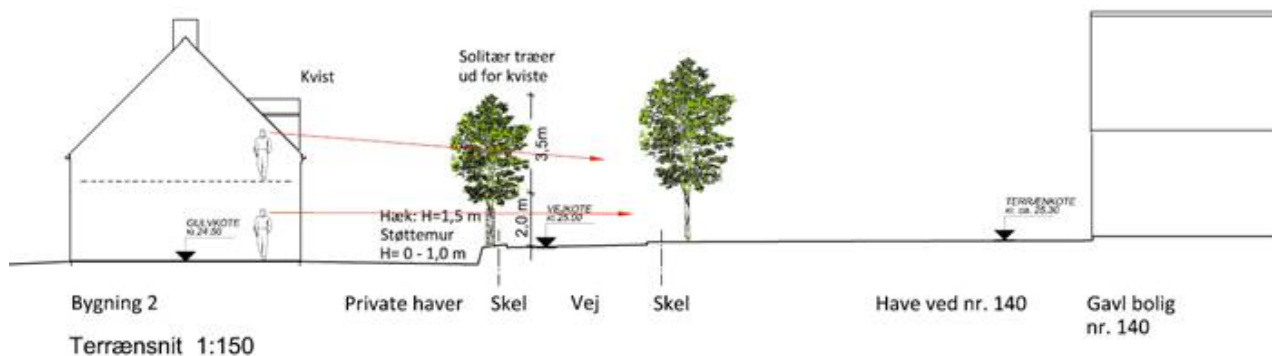 Kvist
Solitær træer
ud for kviste
3,5m
2,0 m
Hæk: H=1,5 m
Støttemur
H= 0 - 1,0 m
GULVKOTE
kt.24.50
VEJKOTE
kt.25.00
TERRÆNKOTE
kt. ca. 25.30
Bygning 2
Private haver
Skel
Vej
Skel
Have ved nr. 140
Gavl bolig
nr. 140
Terrænsnit 1:150